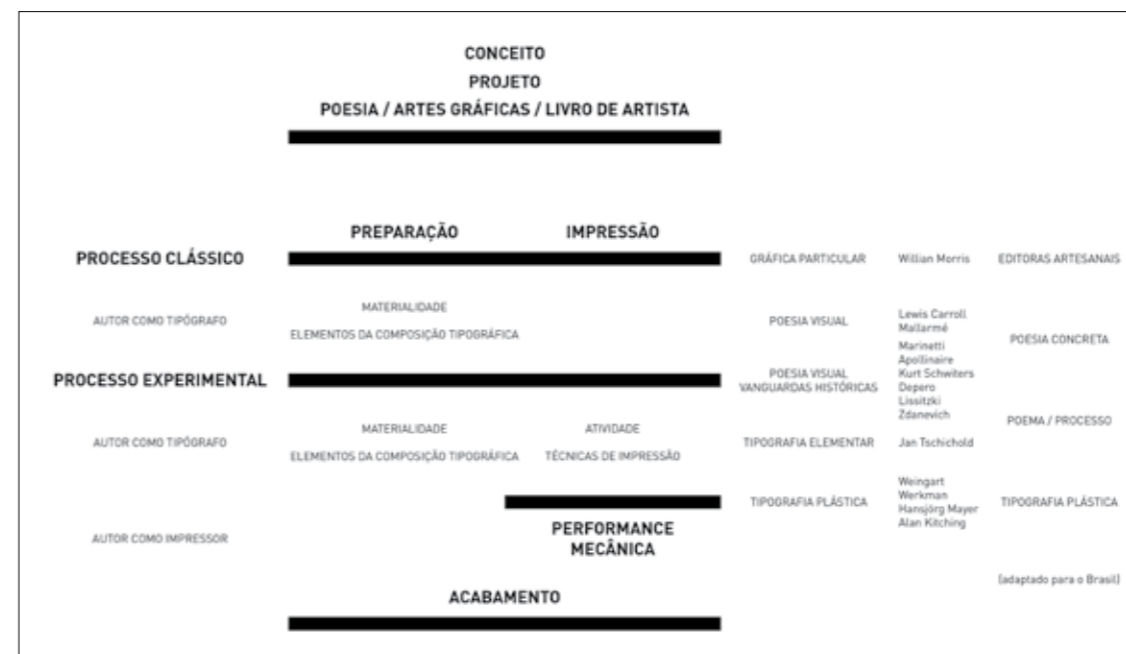 CONCEITO
PROJETO
POESIA / ARTES GRÁFICAS / LIVRO DE ARTISTA
PREPARAÇÃO
IMPRESSÃO
PROCESSO CLÁSSICO
GRÁFICA PARTICULAR
Willian Morris
EDITORAS ARTESANAIS
AUTOR COMO TIPÓGRAFO
MATERIALIDADE
ELEMENTOS DA COMPOSIÇÃO TIPOGRÁFICA
POESIA VISUAL
Lewis Carroll
Mallarmé
POESIA CONCRETA
PROCESSO EXPERIMENTAL
POESIA VISUAL
VANGUARDAS HISTÓRICAS
Marinetti
Apollinaire
Kurt Schwiters
Depero
Lissitzki
Zdanevich
POEMA / PROCESSO
AUTOR COMO TIPÓGRAFO
MATERIALIDADE
ELEMENTOS DA COMPOSIÇÃO TIPOGRÁFICA
ATIVIDADE
TÉCNICAS DE IMPRESSÃO
TIPOGRAFIA ELEMENTAR
Jan Tschichold
TIPOGRAFIA PLÁSTICA
Weingart
Werkman
Hansjörg Mayer
Alan Kitching
TIPOGRAFIA PLÁSTICA
AUTOR COMO IMPRESSOR
PERFORMANCE
MECÂNICA
(adaptado para o Brasil)
ACABAMENTO